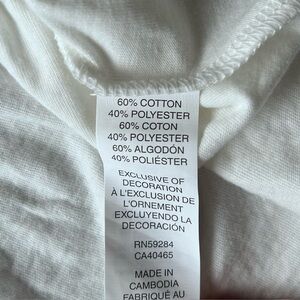 60% COTTON
40% POLYESTER
60% COTON
40% POLYESTER
60% ALGODÓN
40% POLIÉSTER
EXCLUSIVE OF
DECORATION
À L'EXCLUSION DE
L'ORNEMENT
EXCLUYENDO LA
DECORACIÓN
RN59284
CA40465
MADE IN
CAMBODIA
FABRIQUÉ AU